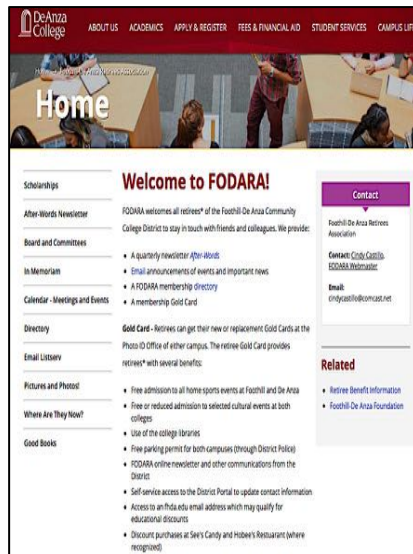 DeAnza
College
ABOUT US ACADEMICS APPLY & REGISTER FEES & FINANCIAL AID STUDENT SERVICES CAMPUS LIFE
Home
Home
Scholarships
After-Words Newsletter
Board and Committees
In Memoriam
Calendar - Meetings and Events
Directory
Email Listserv
Pictures and Photos!
Where Are They Now?
Good Books
Welcome to FODARA!
FODARA welcomes all retirees* of the Foothill-De Anza Community
College District to stay in touch with friends and colleagues. We provide:
A quarterly newsletter After-Words
Email announcements of events and important news
A FODARA membership directory
A membership Gold Card
Gold Card - Retirees can get their new or replacement Gold Cards at the
Photo ID Office of either campus. The retiree Gold Card provides
retirees* with several benefits:
Free admission to all home sports events at Foothill and De Anza
Free or reduced admission to selected cultural events at both
colleges
Use of the college libraries
Free parking permit for both campuses (through District Police)
FODARA online newsletter and other communications from the
District
Self-service access to the District Portal to update contact information
Access to an fhda.edu email address which may qualify for
educational discounts
Discount purchases at See's Candy and Hobee's Restuarant (where
recognized)
Contact
Foothill-De Anza Retirees
Association
Contact: Cindy Castillo,
FODARA Webmaster
Email:
cindycastillo@comcast.net
Related
Retiree Benefit Information
Foothill-De Anza Foundation